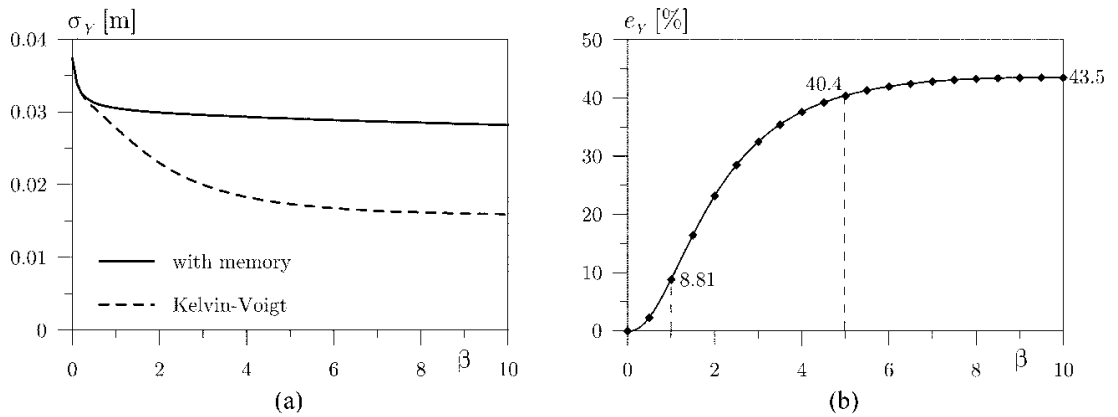 σ_Y [m]
0.04
0.03
0.02
0.01
0
with memory
Kelvin-Voigt
0 2 4 6 8 10
β
(a)
e_Y [%]
50
40
30
20
10
0
40.4
43.5
8.81
0 2 4 6 8 10
β
(b)